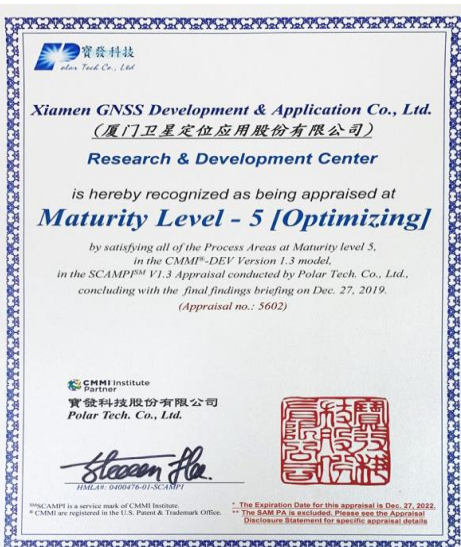 寶發科技
olar Tech Co., Ltd
Xiamen GNSS Development & Application Co., Ltd.
(厦门卫星定位应用股份有限公司)
Research & Development Center
is hereby recognized as being appraised at
Maturity Level - 5 [Optimizing]
by satisfying all of the Process Areas at Maturity level 5,
in the CMMI®-DEV Version 1.3 model,
in the SCAMPI℠ V1.3 Appraisal conducted by Polar Tech. Co., Ltd.,
concluding with the final findings briefing on Dec. 27, 2019.
(Appraisal no.: 5602)
CMMI Institute
Partner
寶發科技股份有限公司
Polar Tech. Co., Ltd.
HMLA#: 0400476-01-SCAMPI
℠SCAMPI is a service mark of CMMI Institute.
® CMMI are registered in the U.S. Patent & Trademark Office.
* The Expiration Date for this appraisal is Dec. 27, 2022.
** The SAM PA is excluded. Please see the Appraisal
Disclosure Statement for specific appraisal details